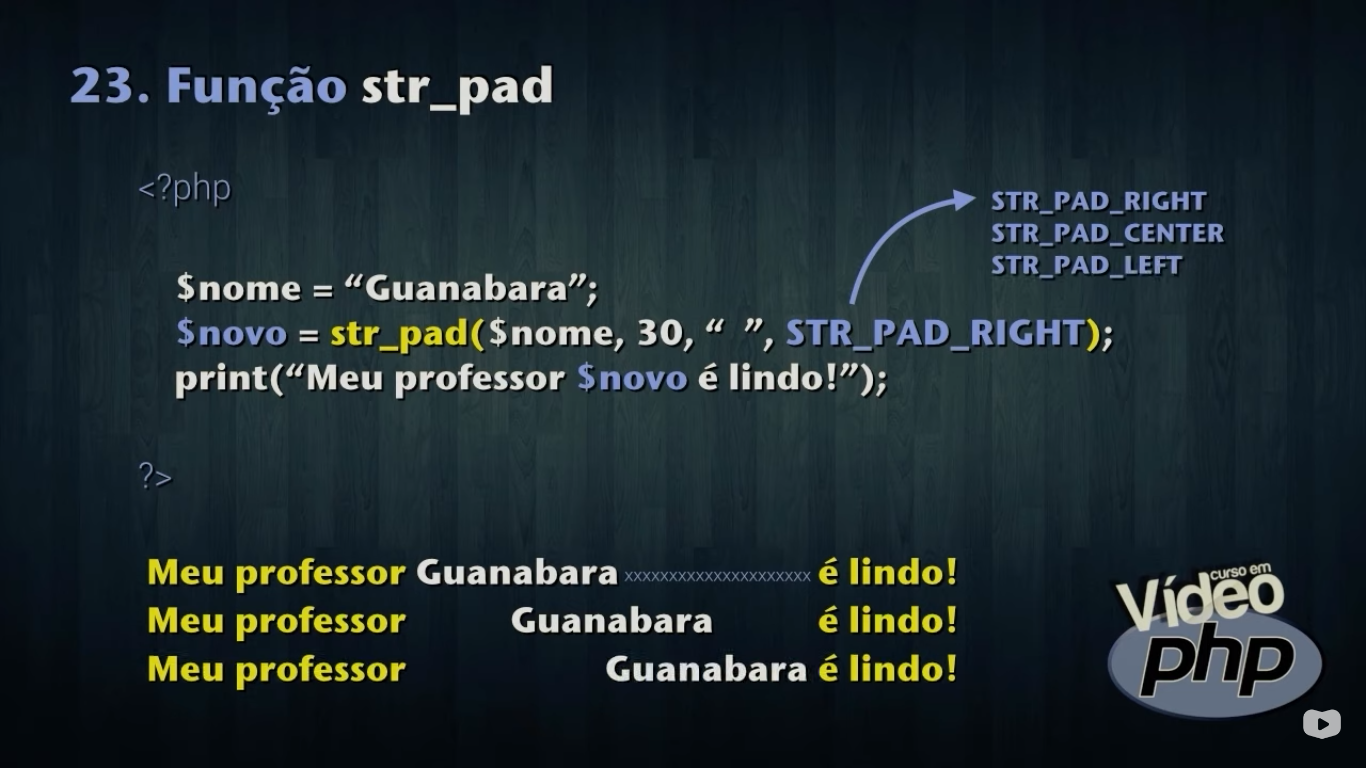 23. Função str_pad
<?php
STR_PAD_RIGHT
STR_PAD_CENTER
STR_PAD_LEFT
$nome = “Guanabara”;
$novo = str_pad($nome, 30, “ ”, STR_PAD_RIGHT);
print(“Meu professor $novo é lindo!”);
?>
Meu professor Guanabara xxxxxxxxxxxxxxxxxxxxx é lindo!
Meu professor Guanabara é lindo!
Meu professor Guanabara é lindo!
curso em
Vídeo
php